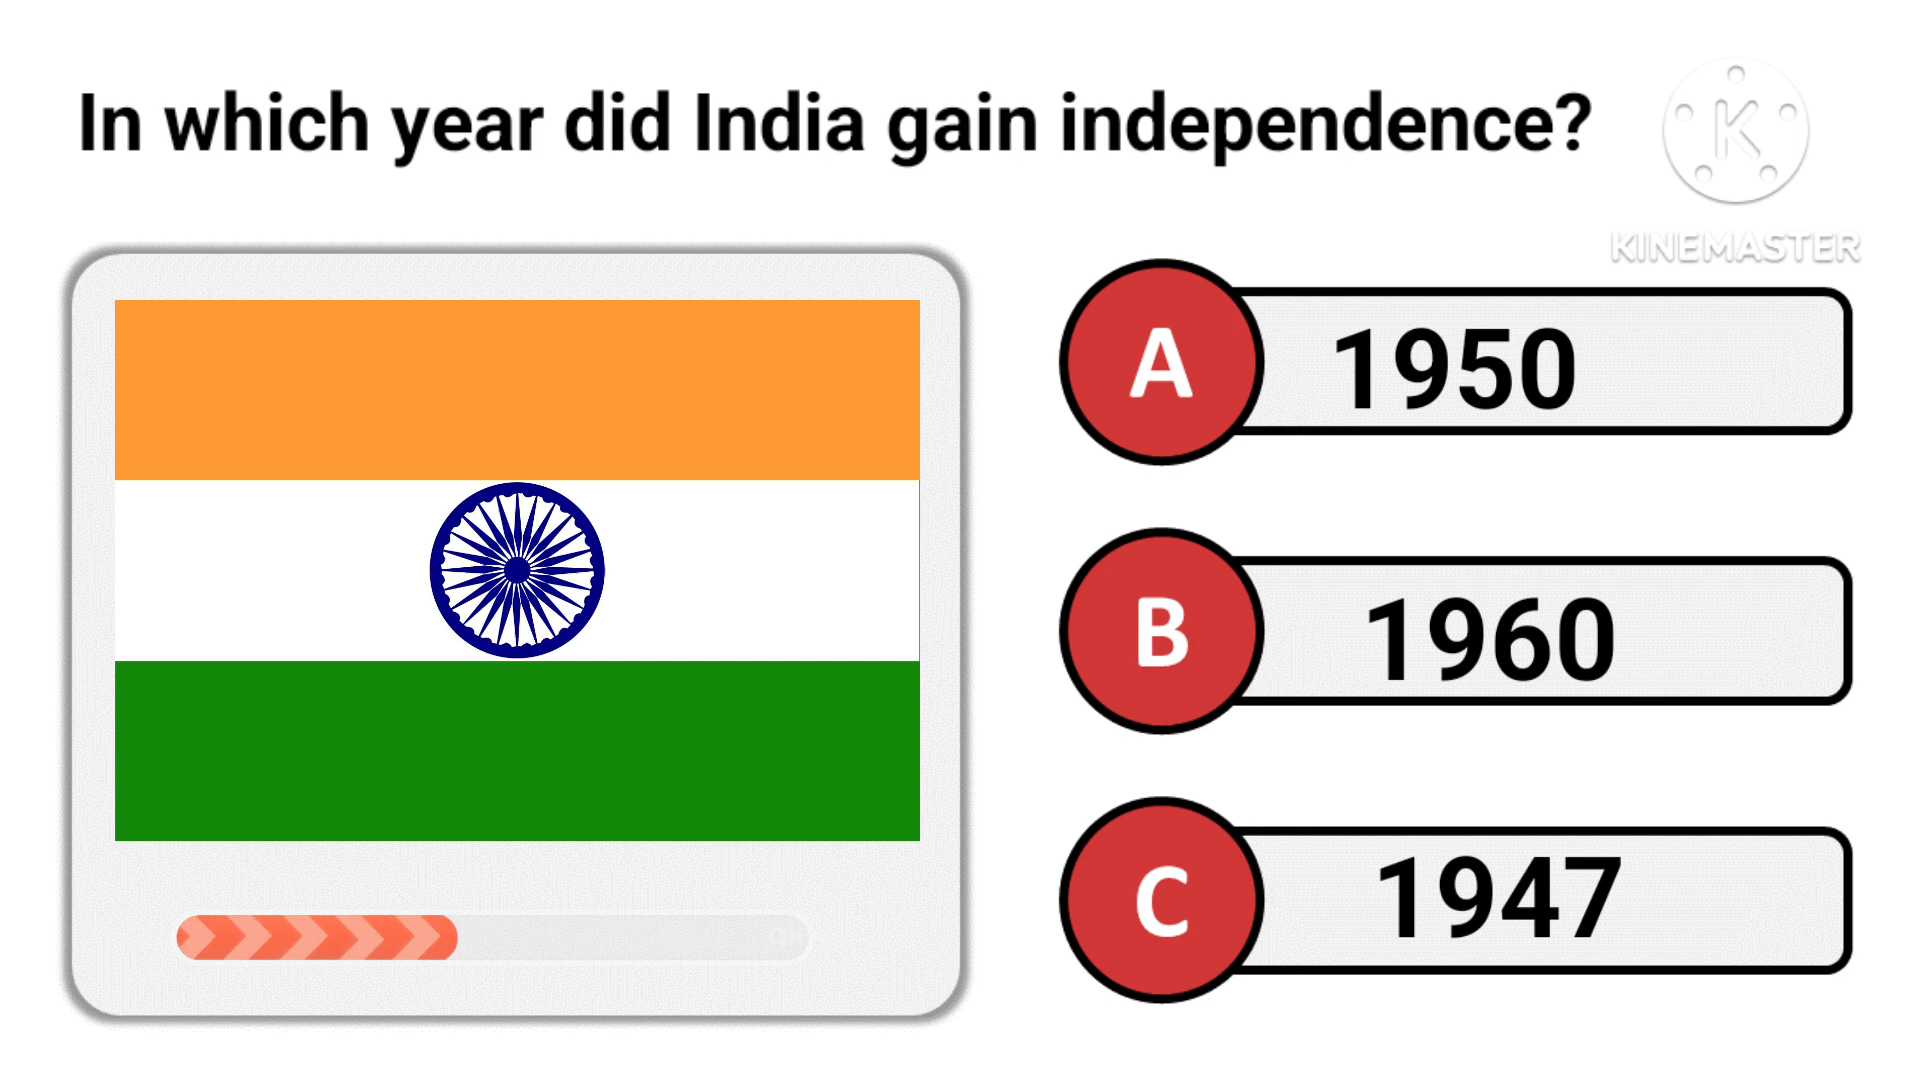 In which year did India gain independence?
K
KINEMASTER
A 1950
B 1960
C 1947